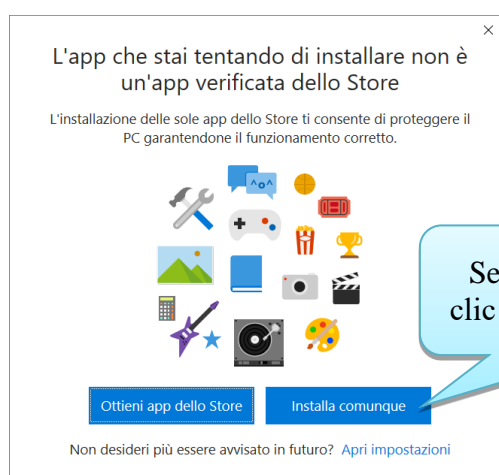 L'app che stai tentando di installare non è
un'app verificata dello Store
L'installazione delle sole app dello Store ti consente di proteggere il
PC garantendone il funzionamento corretto.
Se
clic
Ottieni app dello Store
Installa comunque
Non desideri più essere avvisato in futuro? Apri impostazioni